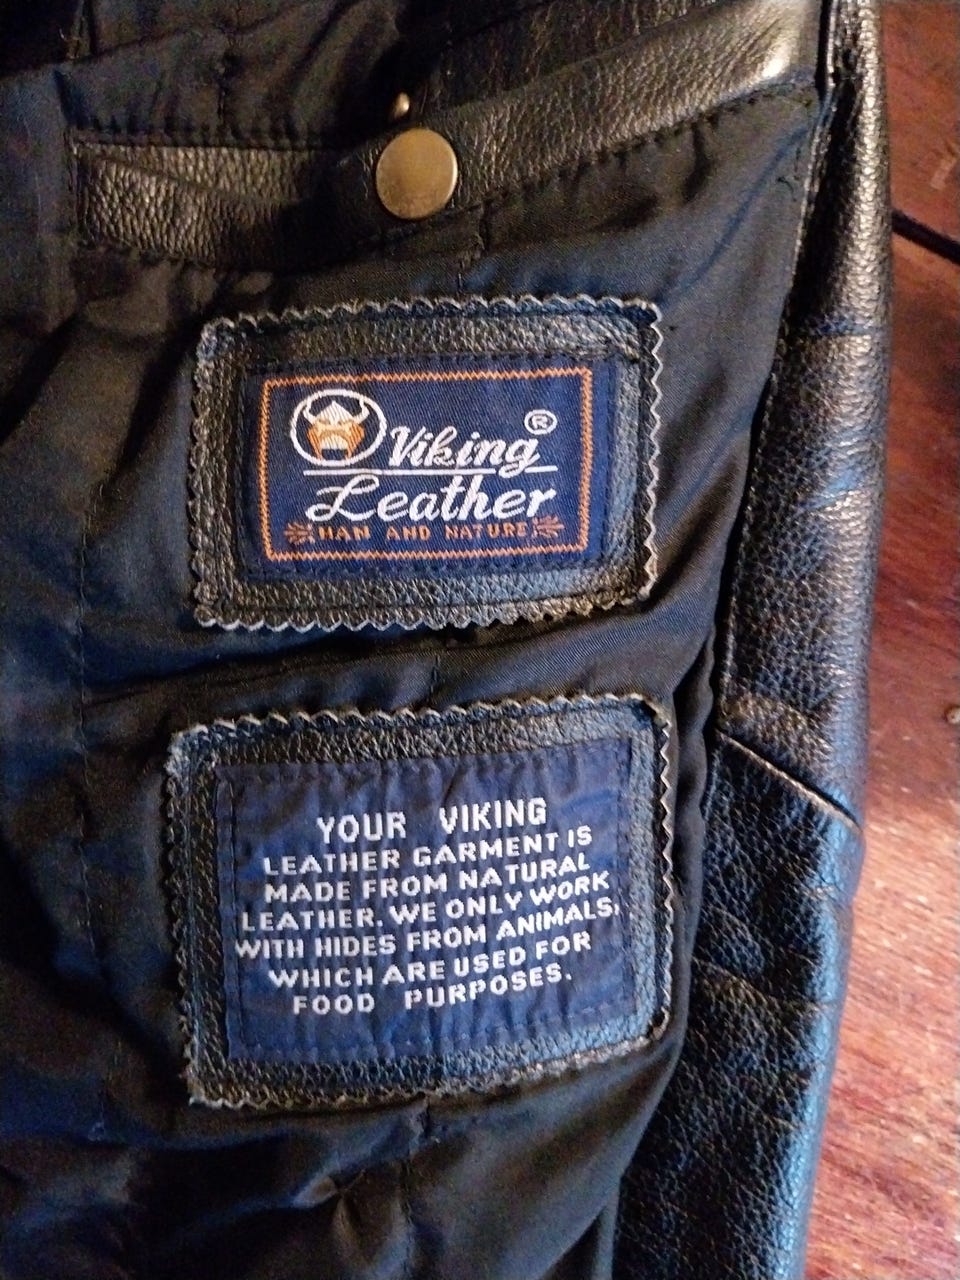 Viking ®
Leather
MAN AND NATURE
YOUR VIKING
LEATHER GARMENT IS
MADE FROM NATURAL
LEATHER. WE ONLY WORK
WITH HIDES FROM ANIMALS,
WHICH ARE USED FOR
FOOD PURPOSES.